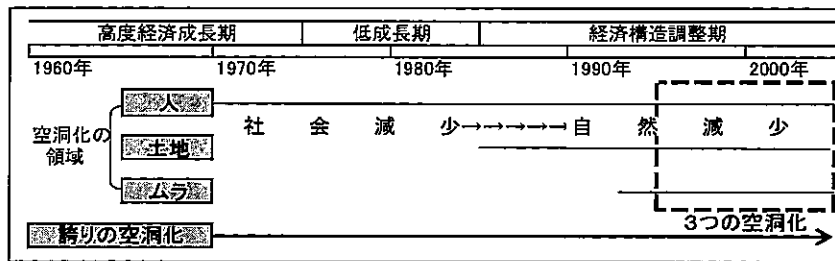 高度経済成長期 低成長期 経済構造調整期
1960年 1970年 1980年 1990年 2000年
人
社会減少→→→→→自然減少
空洞化の
領域
土地
ムラ
3つの空洞化
誇りの空洞化